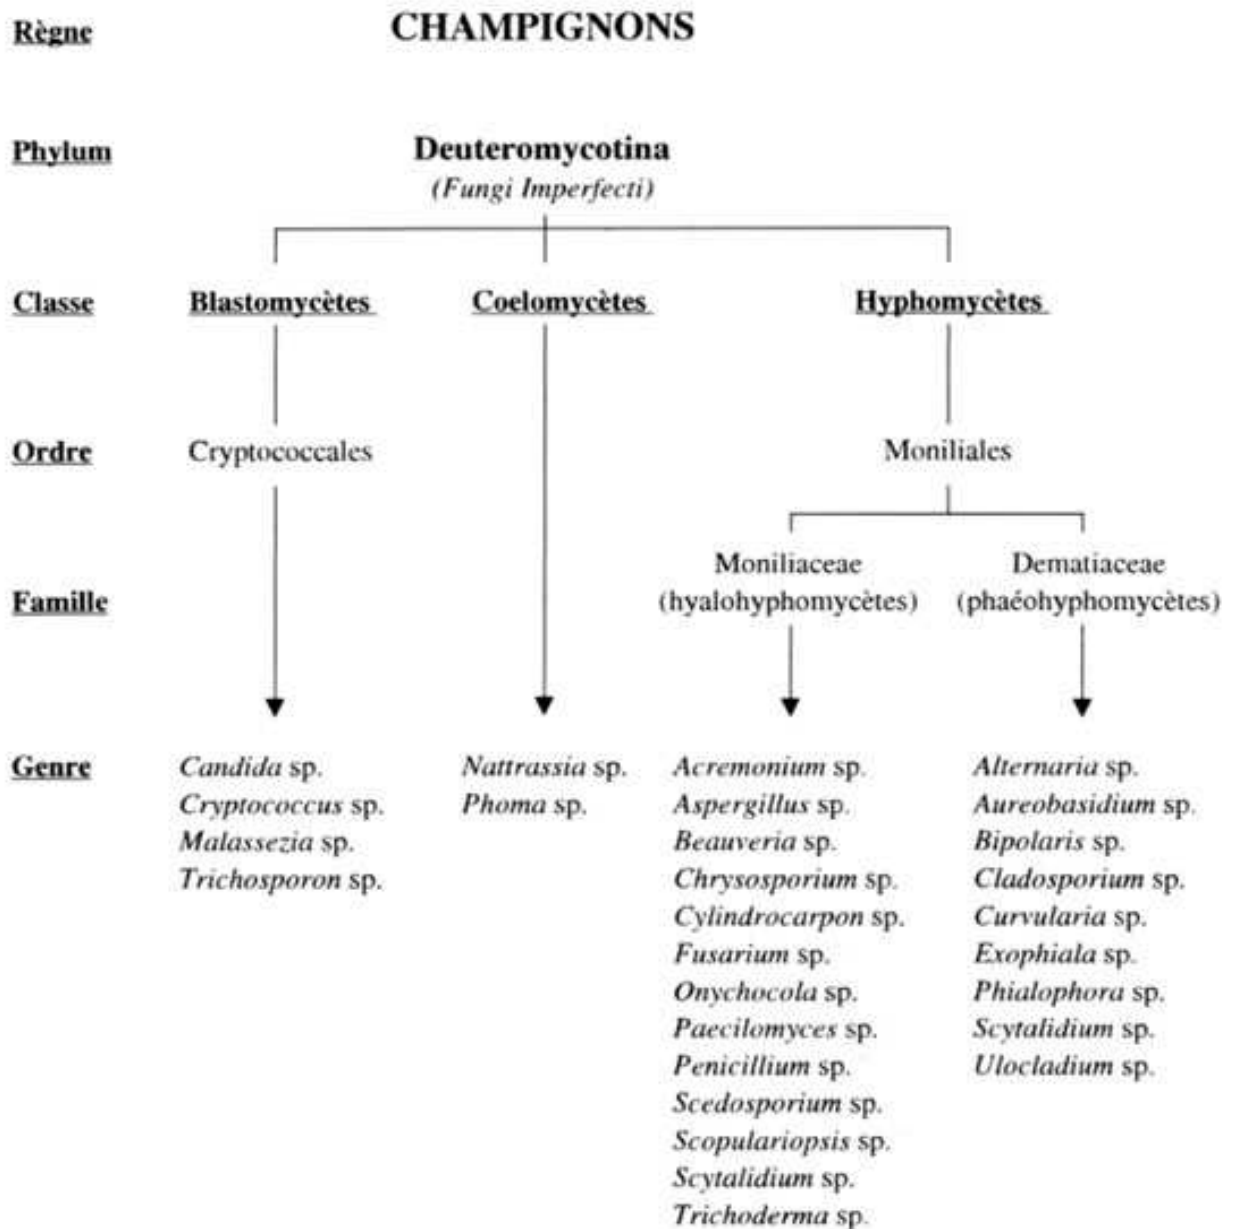 Règne CHAMPIGNONS
Phylum Deuteromycotina
(Fungi Imperfecti)
Classe Blastomycètes Coelomycètes Hyphomycètes
Ordre Cryptococcales Moniliales
Moniliaceae Dematiaceae
Famille (hyalohyphomycètes) (phaéohyphomycètes)
Genre Candida sp. Nattrassia sp. Acremonium sp. Alternaria sp.
Cryptococcus sp. Phoma sp. Aspergillus sp. Aureobasidium sp.
Malassezia sp. Beauveria sp. Bipolaris sp.
Trichosporon sp. Chrysosporium sp. Cladosporium sp.
Cylindrocarpon sp. Curvularia sp.
Fusarium sp. Exophiala sp.
Onychocola sp. Phialophora sp.
Paecilomyces sp. Scytalidium sp.
Penicillium sp. Ulocladium sp.
Scedosporium sp.
Scopulariopsis sp.
Scytalidium sp.
Trichoderma sp.